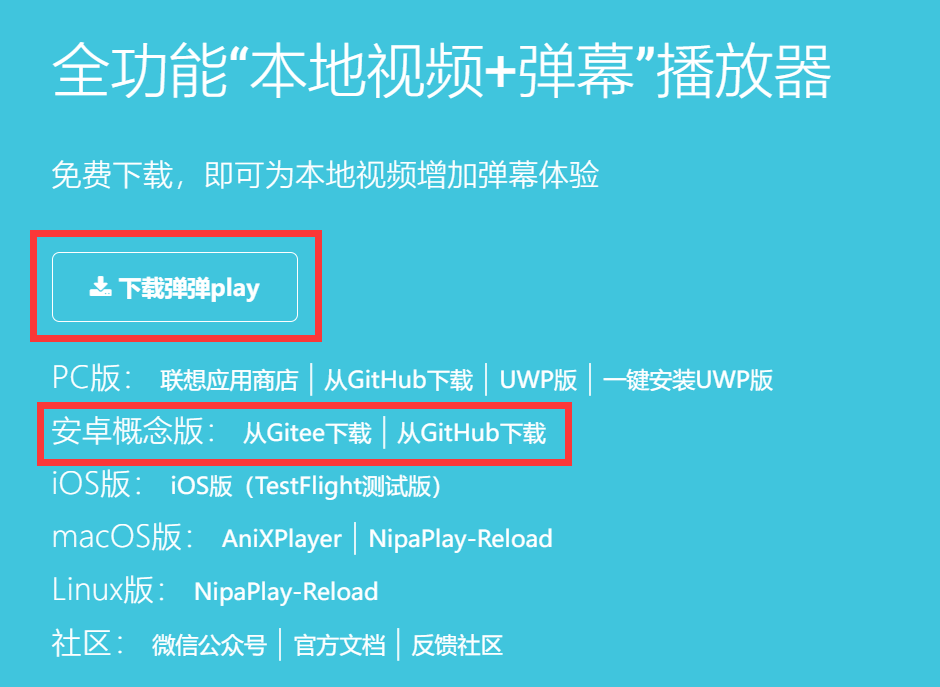 全功能“本地视频+弹幕”播放器
免费下载，即可为本地视频增加弹幕体验
下载弹弹play
PC版： 联想应用商店 | 从GitHub下载 | UWP版 | 一键安装UWP版
安卓概念版： 从Gitee下载 | 从GitHub下载
iOS版： iOS版（TestFlight测试版）
macOS版： AniXPlayer | NipaPlay-Reload
Linux版： NipaPlay-Reload
社区： 微信公众号 | 官方文档 | 反馈社区